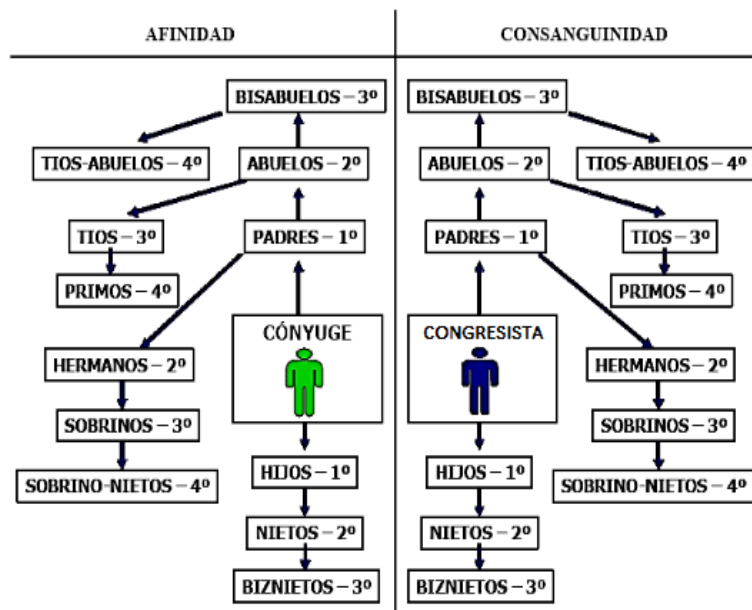 AFINIDAD
CONSANGUINIDAD
BISABUELOS – 3º
BISABUELOS – 3º
TIOS-ABUELOS – 4º
ABUELOS – 2º
ABUELOS – 2º
TIOS-ABUELOS – 4º
TIOS – 3º
PADRES – 1º
PADRES – 1º
TIOS – 3º
PRIMOS – 4º
PRIMOS – 4º
CÓNYUGE
CONGRESISTA
HERMANOS – 2º
HERMANOS – 2º
SOBRINOS – 3º
SOBRINOS – 3º
HIJOS – 1º
HIJOS – 1º
SOBRINO-NIETOS – 4º
SOBRINO-NIETOS – 4º
NIETOS – 2º
NIETOS – 2º
BIZNIETOS – 3º
BIZNIETOS – 3º